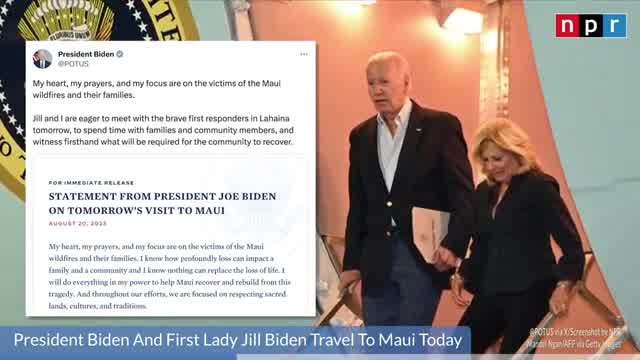 npr
President Biden
@POTUS
My heart, my prayers, and my focus are on the victims of the Maui
wildfires and their families.
Jill and I are eager to meet with the brave first responders in Lahaina
tomorrow, to spend time with families and community members, and
witness firsthand what will be required for the community to recover.
FOR IMMEDIATE RELEASE
STATEMENT FROM PRESIDENT JOE BIDEN
ON TOMORROW'S VISIT TO MAUI
AUGUST 20, 2023
My heart, my prayers, and my focus are on the victims of the Maui
wildfires and their families. I know how profoundly loss can impact a
family and a community and I know nothing can replace the loss of life. I
will do everything in my power to help Maui recover and rebuild from this
tragedy. And throughout our efforts, we are focused on respecting sacred
lands, cultures, and traditions.
@POTUS via X/Screenshot by NPR
Mandel Ngan/AFP via Getty Images
President Biden And First Lady Jill Biden Travel To Maui Today